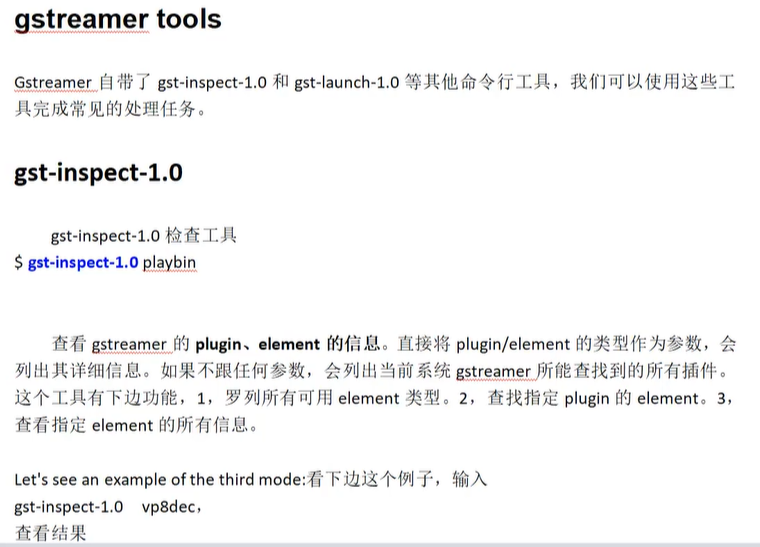 gstreamer tools
Gstreamer 自带了 gst-inspect-1.0 和 gst-launch-1.0 等其他命令行工具，我们可以使用这些工
具完成常见的处理任务。
gst-inspect-1.0
gst-inspect-1.0 检查工具
$ gst-inspect-1.0 playbin
查看 gstreamer 的 plugin、element 的信息。直接将 plugin/element 的类型作为参数，会
列出其详细信息。如果不跟任何参数，会列出当前系统 gstreamer 所能查找到的所有插件。
这个工具有下边功能，1，罗列所有可用 element 类型。2，查找指定 plugin 的 element。3，
查看指定 element 的所有信息。
Let's see an example of the third mode:看下边这个例子，输入
gst-inspect-1.0 vp8dec，
查看结果